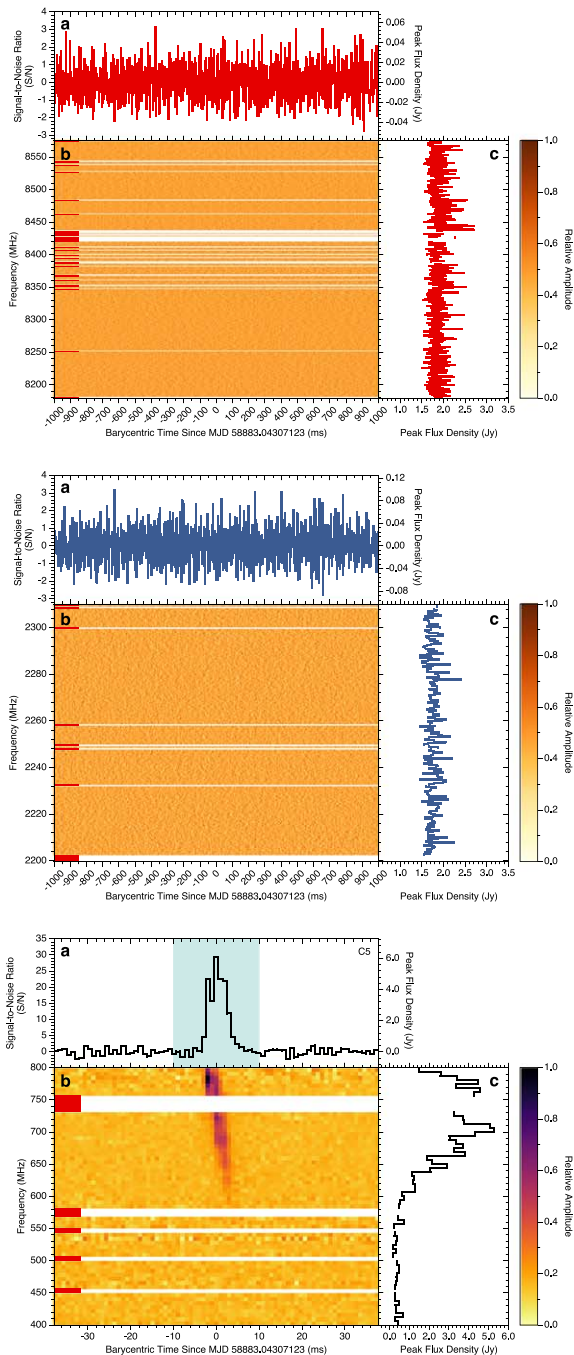 a
Signal-to-Noise Ratio
(S/N)
4
3
2
1
0
-1
-2
-3
0.06
0.04
0.02
0.00
-0.02
-0.04
Peak Flux Density (Jy)
b
c
Frequency (MHz)
8550
8500
8450
8400
8350
8300
8250
8200
-1000 -900 -800 -700 -600 -500 -400 -300 -200 -100 0 100 200 300 400 500 600 700 800 900 1000
Barycentric Time Since MJD 58883.04307123 (ms)
1.0 1.5 2.0 2.5 3.0 3.5
Peak Flux Density (Jy)
1.0
0.8
0.6
0.4
0.2
0.0
Relative Amplitude
a
Signal-to-Noise Ratio
(S/N)
4
3
2
1
0
-1
-2
-3
0.12
0.08
0.04
0.00
-0.04
-0.08
Peak Flux Density (Jy)
b
c
Frequency (MHz)
2300
2280
2260
2240
2220
2200
-1000 -900 -800 -700 -600 -500 -400 -300 -200 -100 0 100 200 300 400 500 600 700 800 900 1000
Barycentric Time Since MJD 58883.04307123 (ms)
1.0 1.5 2.0 2.5 3.0 3.5
Peak Flux Density (Jy)
1.0
0.8
0.6
0.4
0.2
0.0
Relative Amplitude
a
C5
Signal-to-Noise Ratio
(S/N)
35
30
25
20
15
10
5
0
6.0
4.0
2.0
0.0
Peak Flux Density (Jy)
b
c
Frequency (MHz)
800
750
700
650
600
550
500
450
400
-30 -20 -10 0 10 20 30
Barycentric Time Since MJD 58883.04307123 (ms)
0.0 1.0 2.0 3.0 4.0 5.0 6.0
Peak Flux Density (Jy)
1.0
0.8
0.6
0.4
0.2
0.0
Relative Amplitude